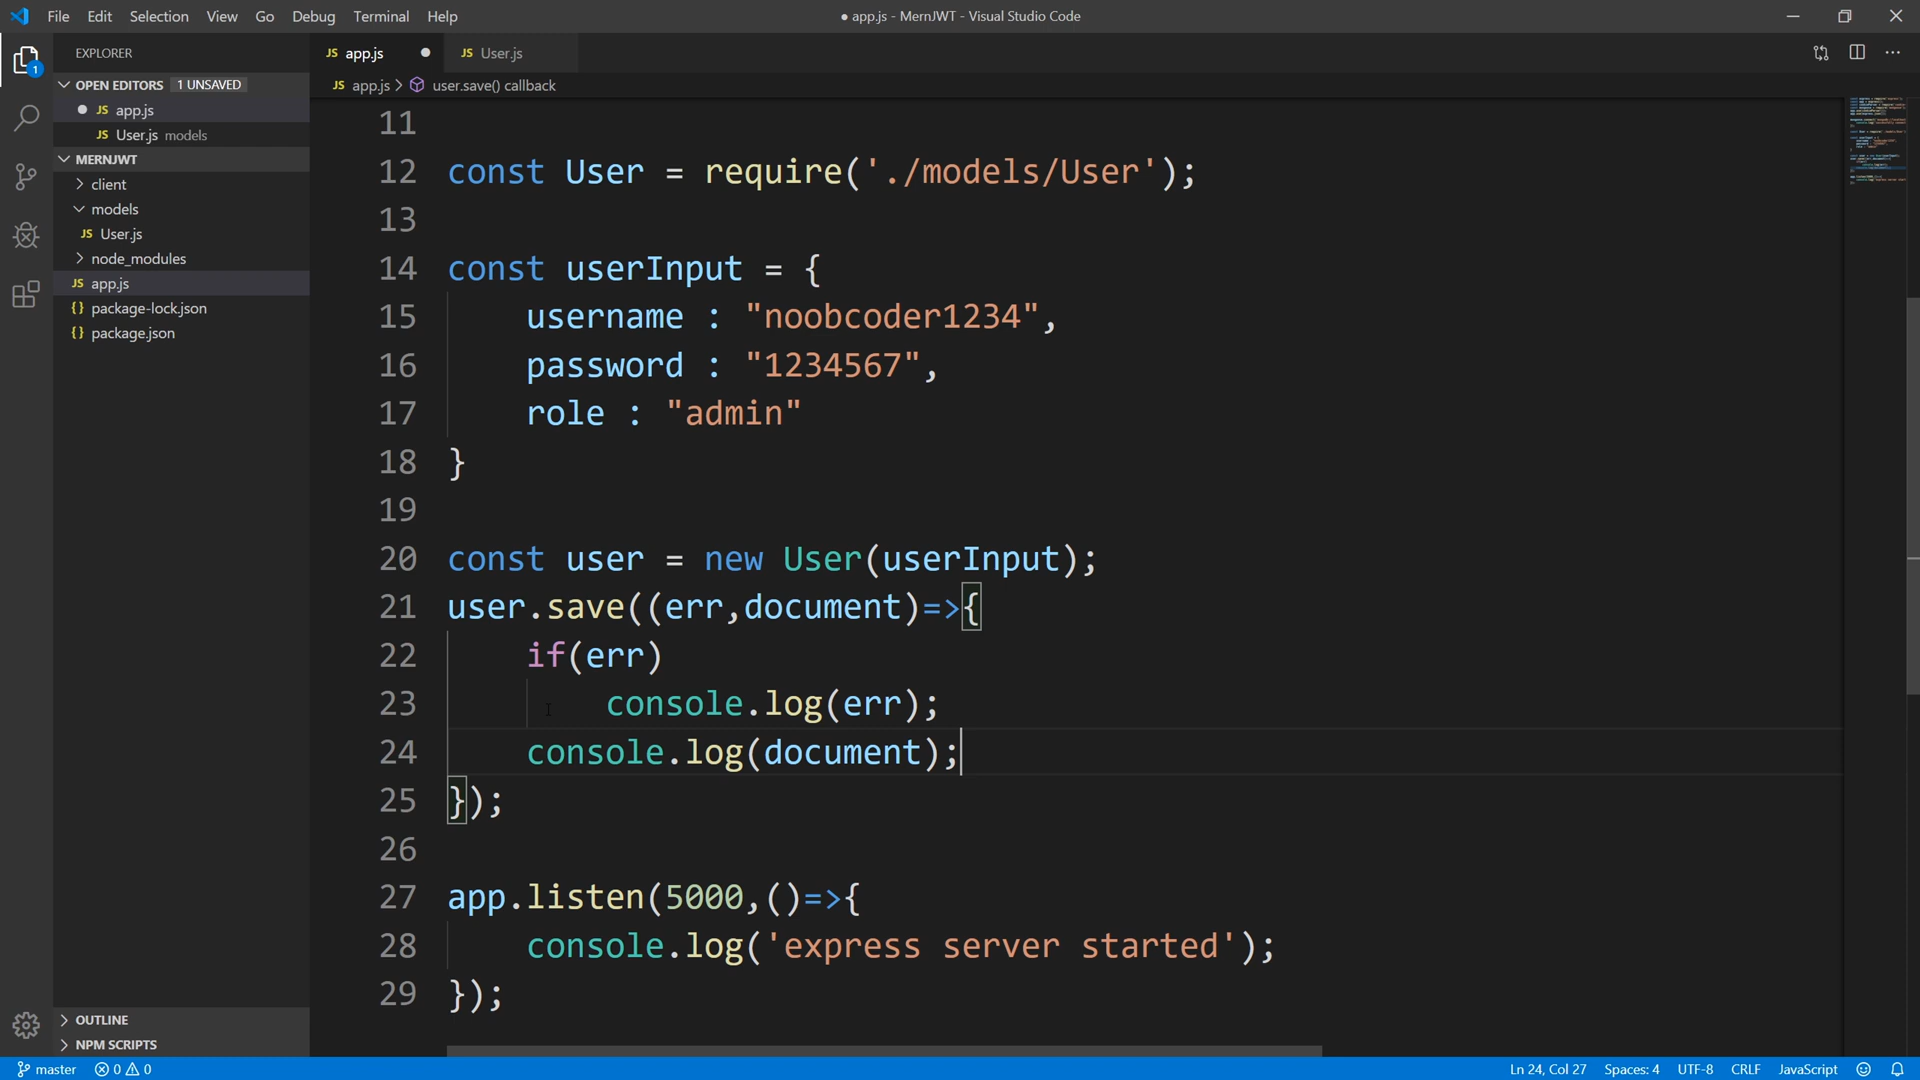 File Edit Selection View Go Debug Terminal Help
● app.js - MernJWT - Visual Studio Code
EXPLORER
OPEN EDITORS 1 UNSAVED
JS app.js
JS User.js models
MERNJWT
client
models
JS User.js
node_modules
JS app.js
{} package-lock.json
{} package.json
OUTLINE
NPM SCRIPTS
1
JS app.js ●
JS User.js
JS app.js > user.save() callback
11
12 const User = require('./models/User');
13
14 const userInput = {
15 username : "noobcoder1234",
16 password : "1234567",
17 role : "admin"
18 }
19
20 const user = new User(userInput);
21 user.save((err,document)=>{
22 if(err)
23 console.log(err);
24 console.log(document);
25 });
26
27 app.listen(5000,()=>{
28 console.log('express server started');
29 });
master 0 0
Ln 24, Col 27 Spaces: 4 UTF-8 CRLF JavaScript